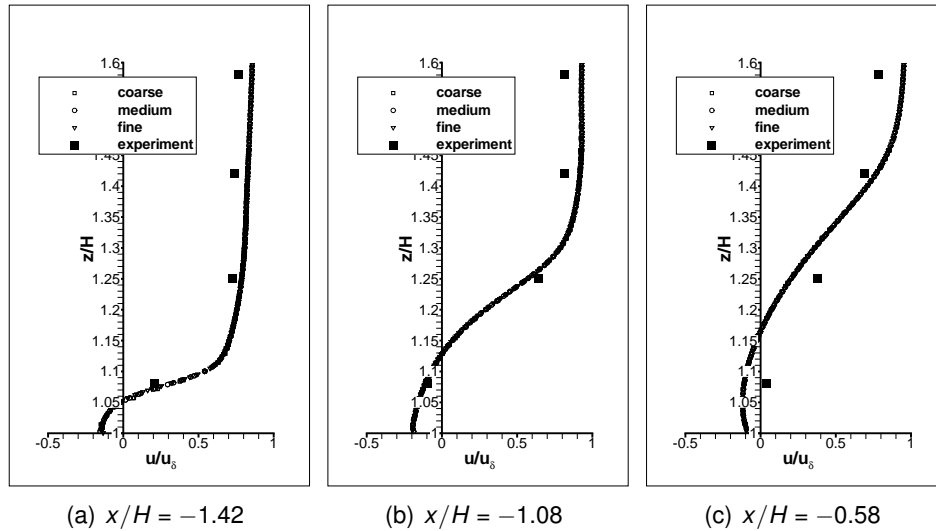 1.6
coarse
medium
fine
experiment
1.45
1.4
1.35
z/H
1.3
1.25
1.2
1.15
1.1
1.05
1
-0.5 0 0.5 1
u/uδ
(a) x/H = −1.42
1.6
coarse
medium
fine
experiment
1.45
1.4
1.35
z/H
1.3
1.25
1.2
1.15
1.1
1.05
1
-0.5 0 0.5 1
u/uδ
(b) x/H = −1.08
1.6
coarse
medium
fine
experiment
1.45
1.4
1.35
z/H
1.3
1.25
1.2
1.15
1.1
1.05
1
-0.5 0 0.5 1
u/uδ
(c) x/H = −0.58